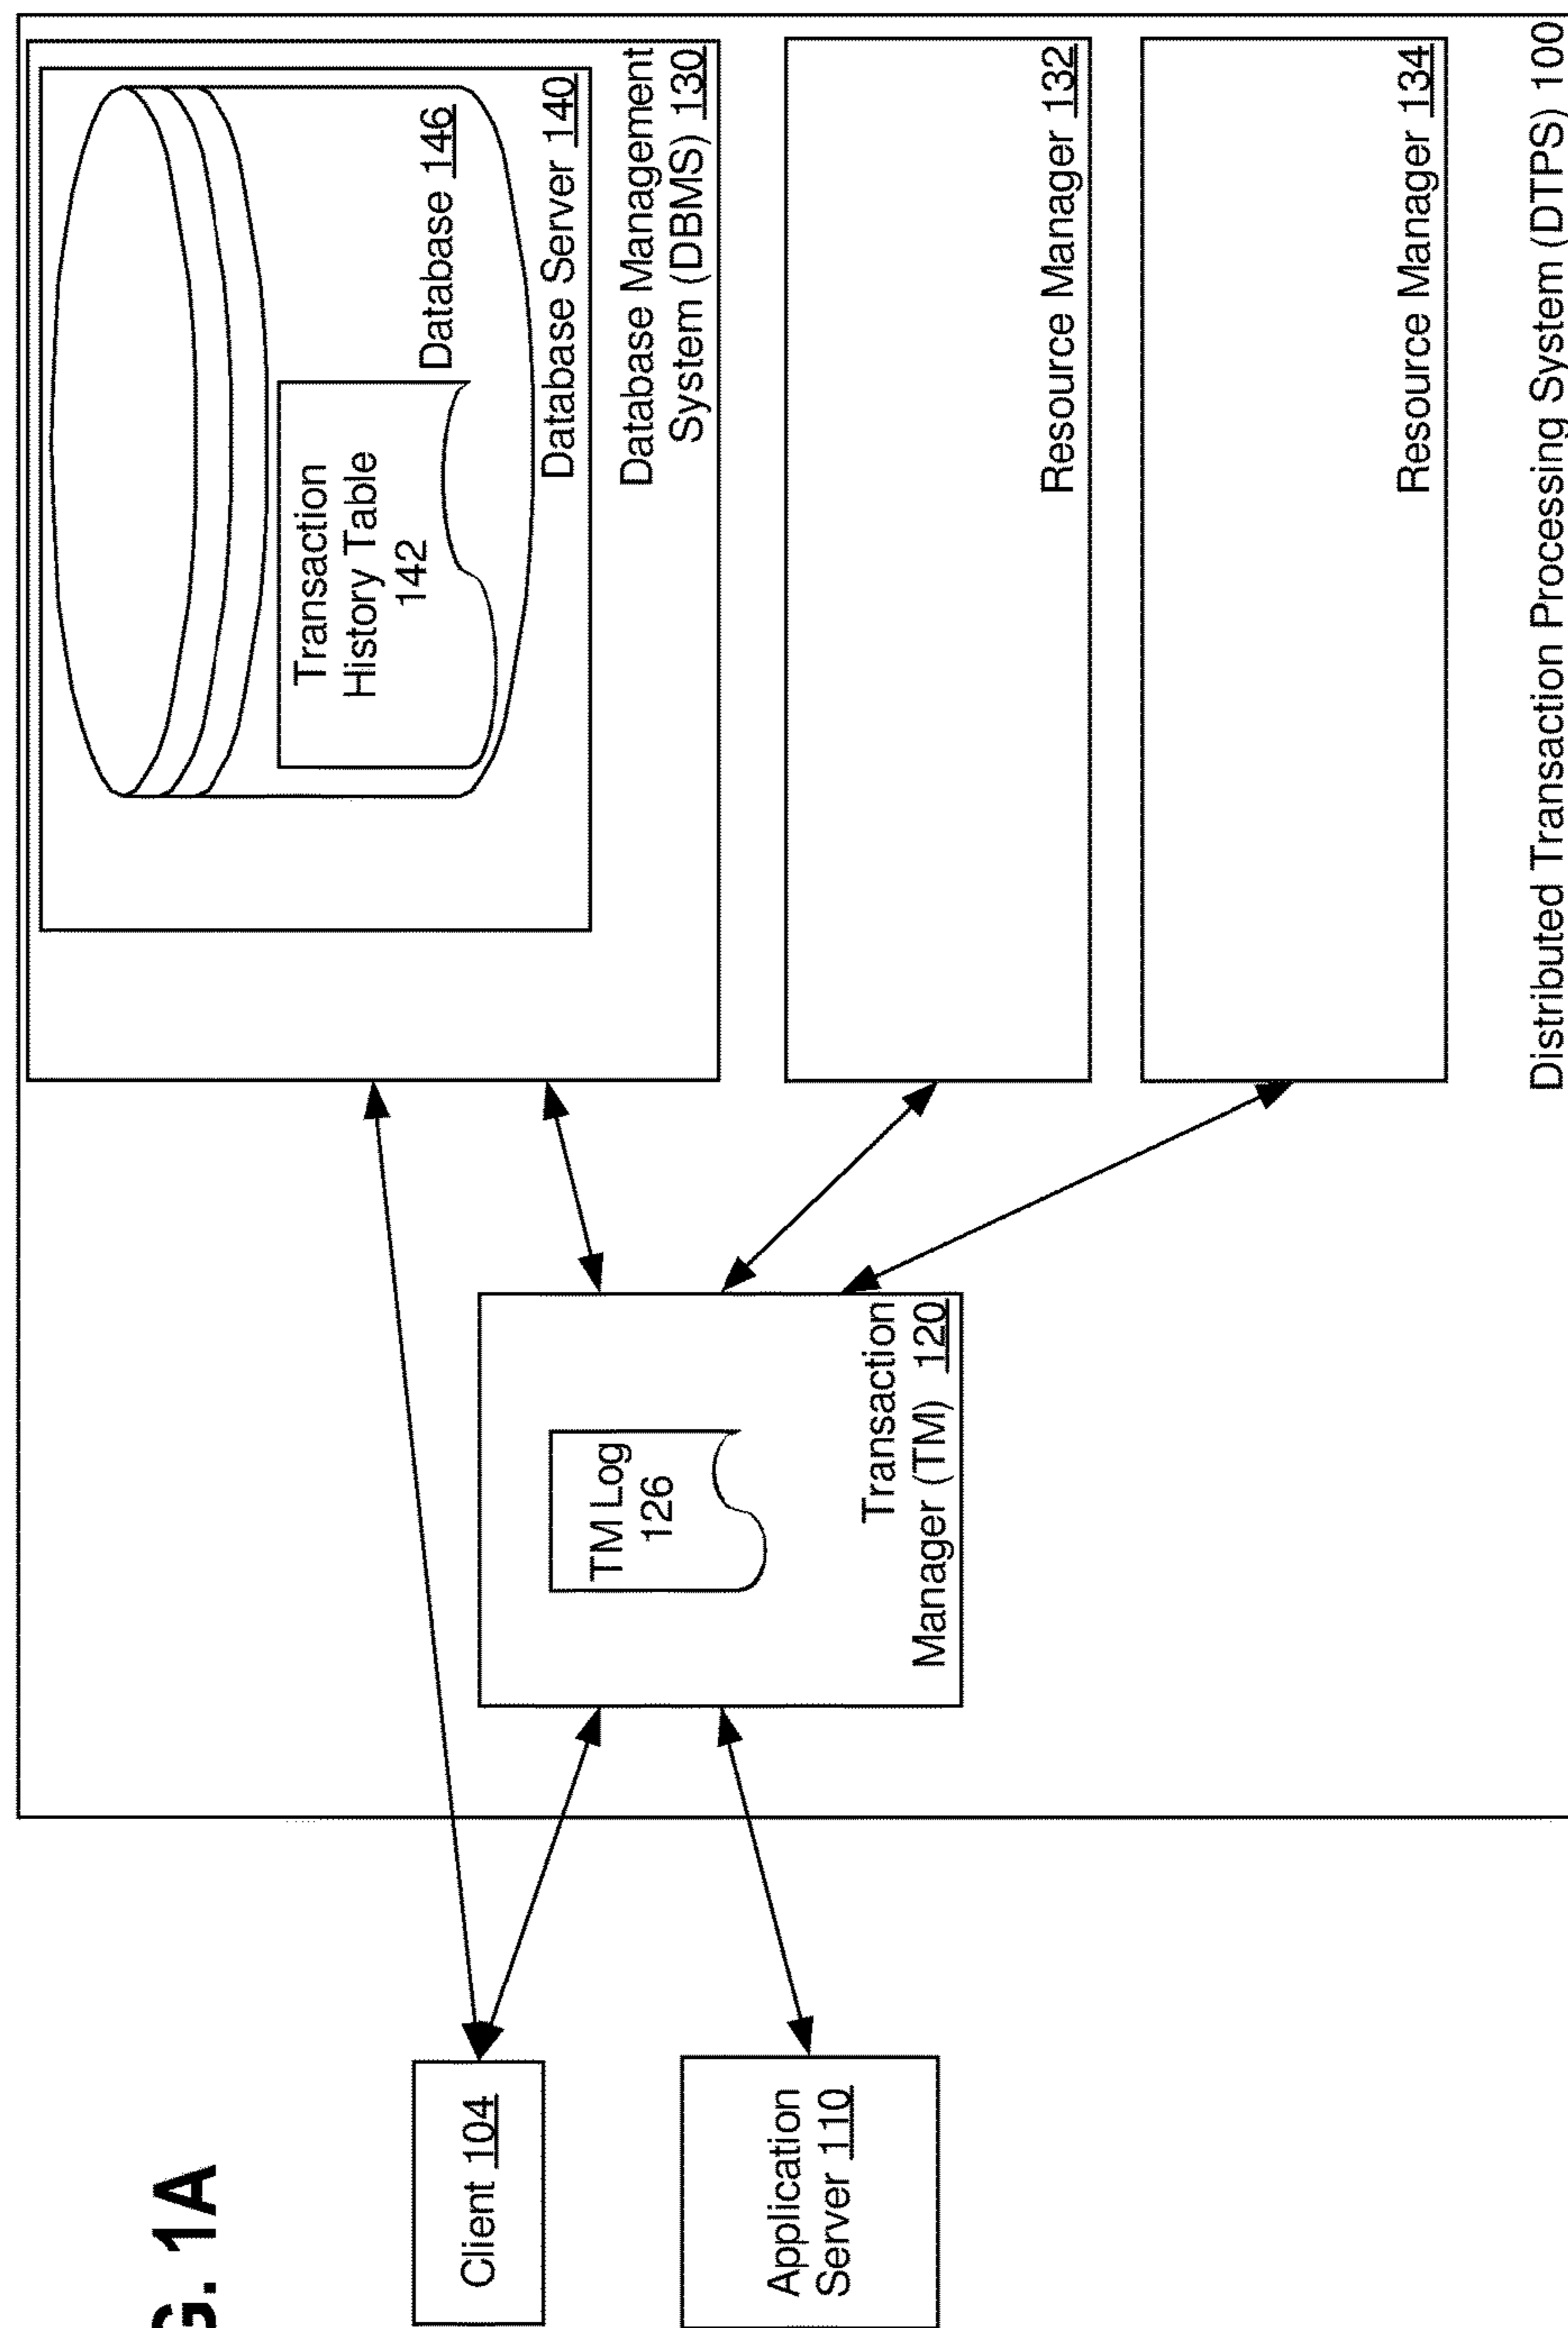 G. 1A
Client 104
Application
Server 110
TM Log
126
Transaction
Manager (TM) 120
Transaction
History Table
142
Database 146
Database Server 140
Database Management
System (DBMS) 130
Resource Manager 132
Resource Manager 134
Distributed Transaction Processing System (DTPS) 100